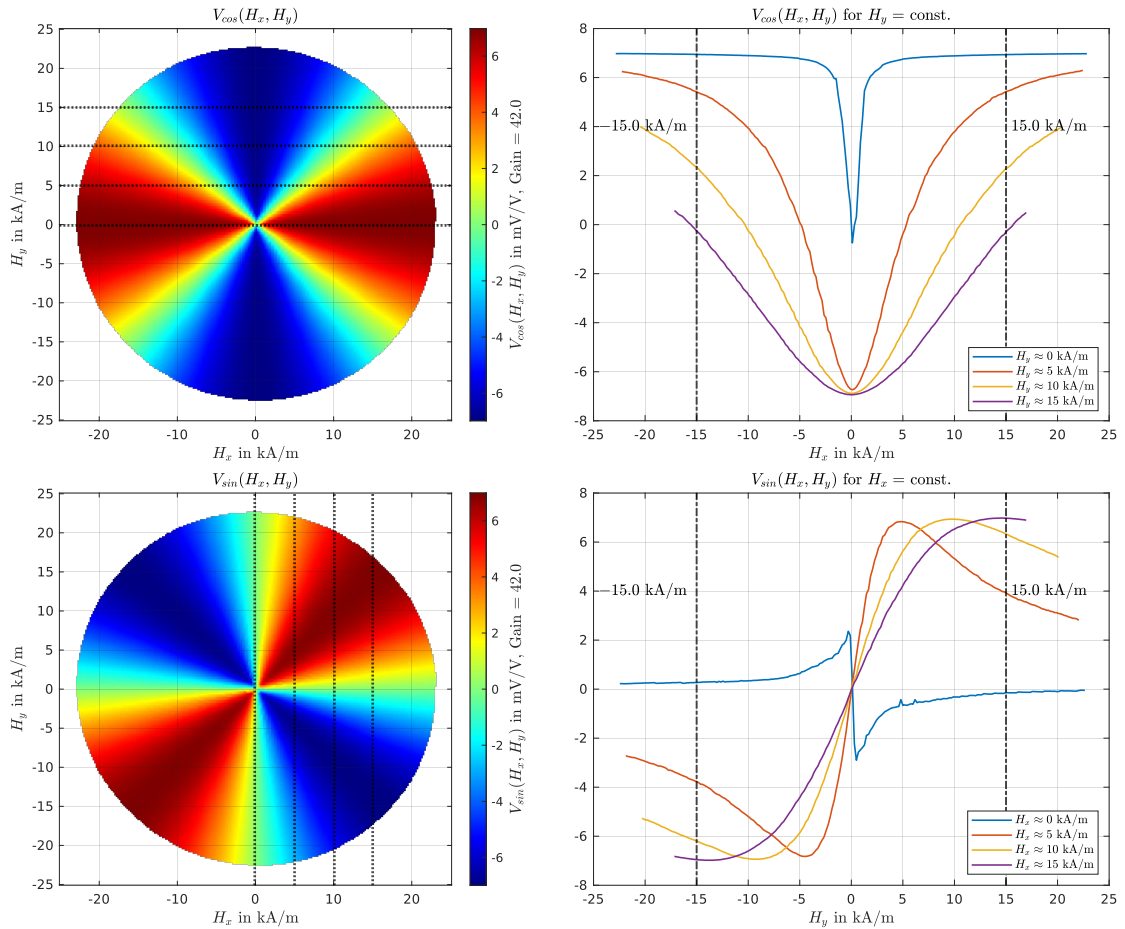 V_cos(H_x, H_y)
25
20
15
10
5
0
-5
-10
-15
-20
-25
-20 -10 0 10 20
H_x in kA/m
H_y in kA/m
6
4
2
0
-2
-4
-6
V_cos(H_x, H_y) in mV/V, Gain = 42.0
V_cos(H_x, H_y) for H_y = const.
8
6
4
2
0
-2
-4
-6
-8
-15.0 kA/m
15.0 kA/m
H_y ≈ 0 kA/m
H_y ≈ 5 kA/m
H_y ≈ 10 kA/m
H_y ≈ 15 kA/m
-25 -20 -15 -10 -5 0 5 10 15 20 25
H_x in kA/m
V_sin(H_x, H_y)
25
20
15
10
5
0
-5
-10
-15
-20
-25
-20 -10 0 10 20
H_x in kA/m
H_y in kA/m
6
4
2
0
-2
-4
-6
V_sin(H_x, H_y) in mV/V, Gain = 42.0
V_sin(H_x, H_y) for H_x = const.
8
6
4
2
0
-2
-4
-6
-8
-15.0 kA/m
15.0 kA/m
H_x ≈ 0 kA/m
H_x ≈ 5 kA/m
H_x ≈ 10 kA/m
H_x ≈ 15 kA/m
-25 -20 -15 -10 -5 0 5 10 15 20 25
H_y in kA/m